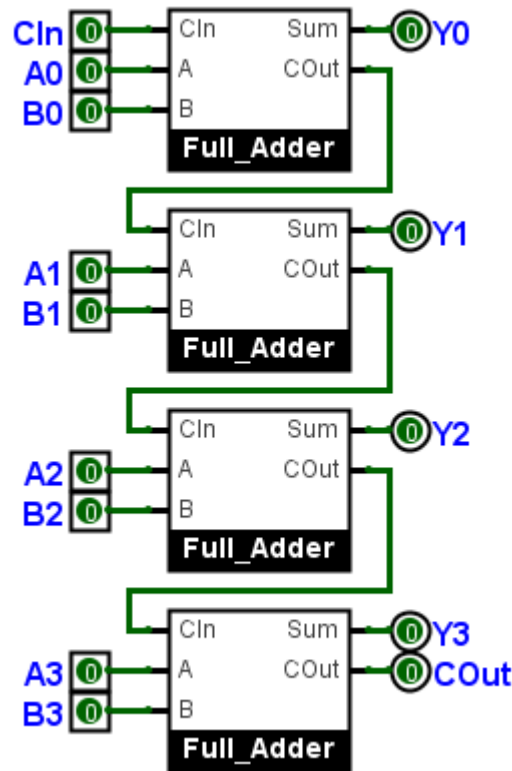 CIn 0 CIn Sum 0 Y0
A0 0 A COut
B0 0 B
Full_Adder
CIn Sum 0 Y1
A1 0 A COut
B1 0 B
Full_Adder
CIn Sum 0 Y2
A2 0 A COut
B2 0 B
Full_Adder
CIn Sum 0 Y3
A3 0 A COut 0 COut
B3 0 B
Full_Adder